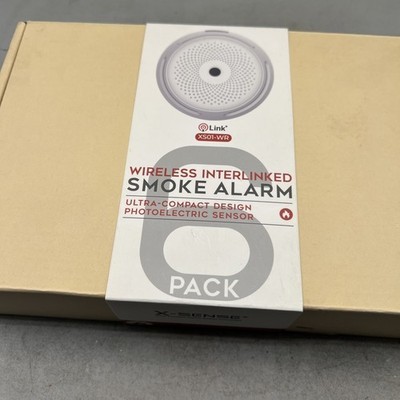 Link+
XS01-WR
WIRELESS INTERLINKED
SMOKE ALARM
ULTRA-COMPACT DESIGN
PHOTOELECTRIC SENSOR
6
PACK
X-SENSE